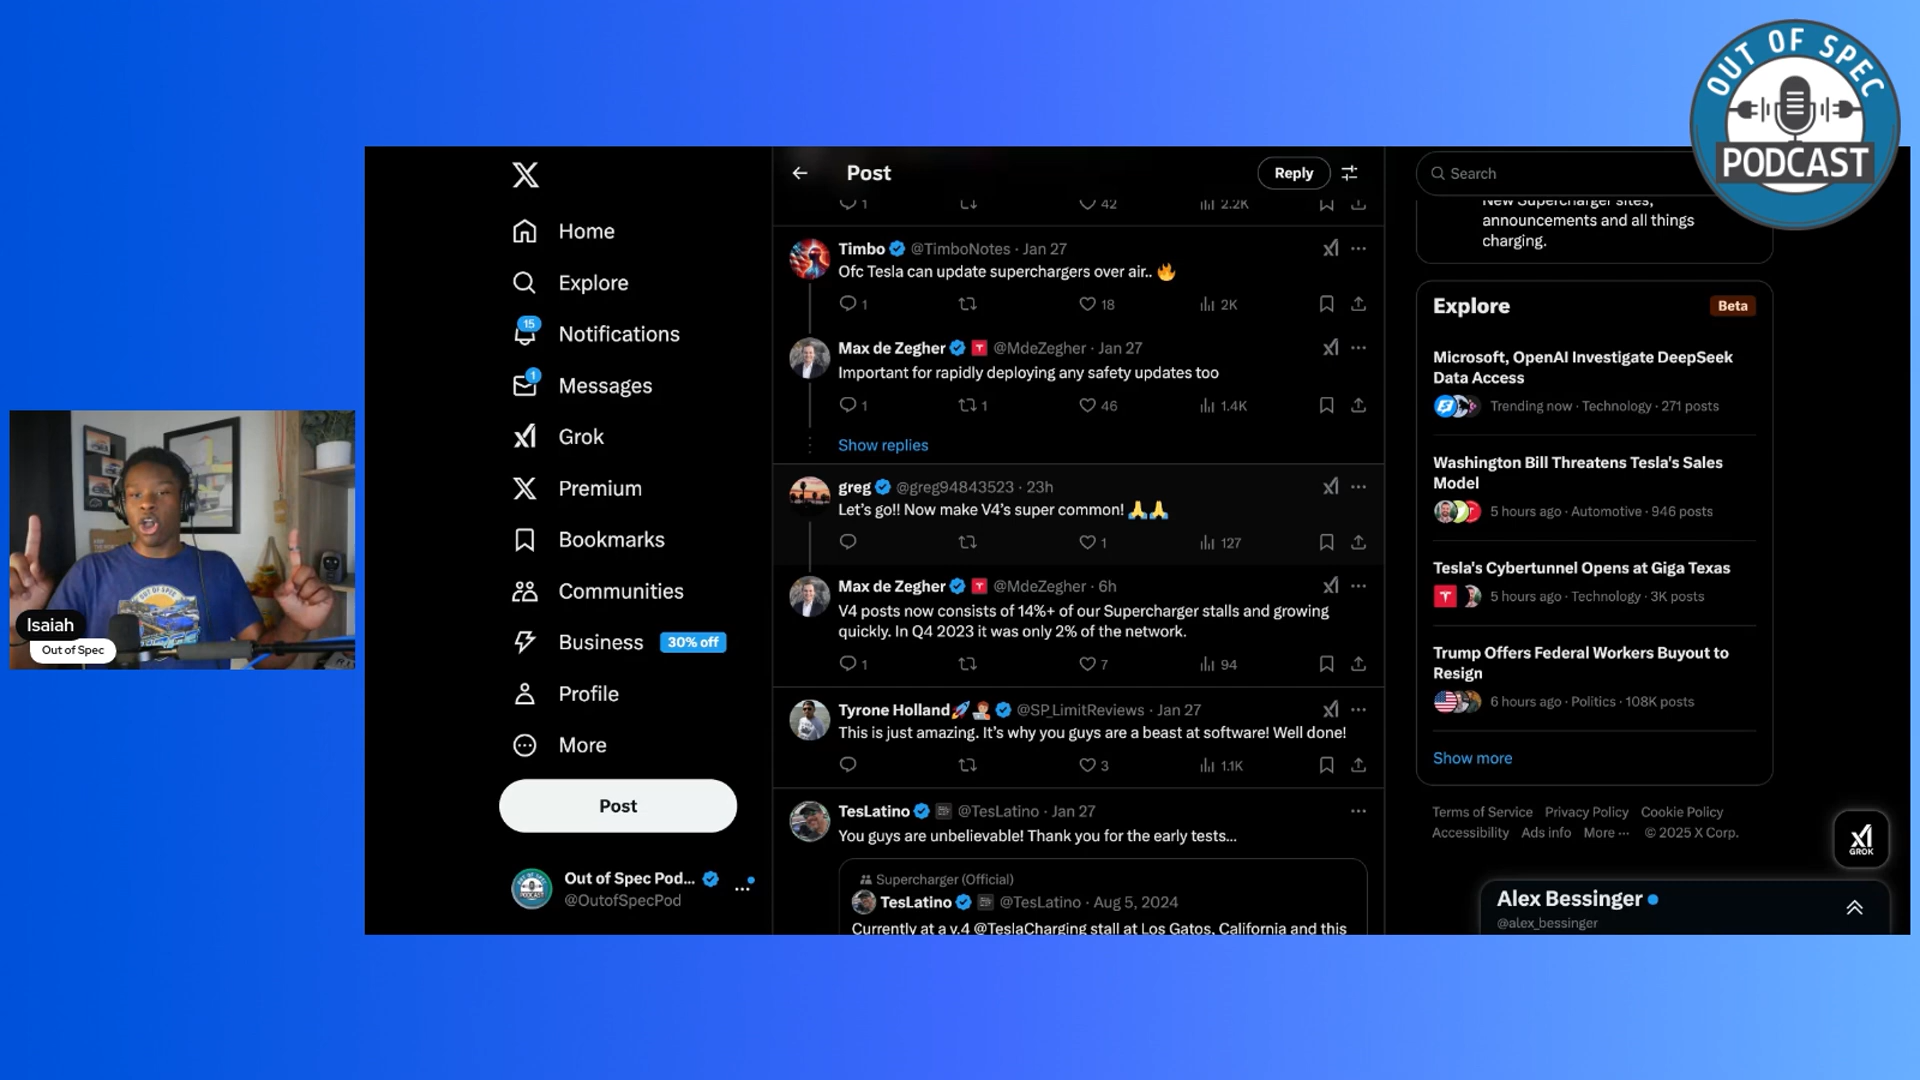 OUT OF SPEC
PODCAST
Post
Reply
Search
1
42
2.2K
New Supercharger sites,
announcements and all things
charging.
Home
Explore
15
Notifications
1
Messages
Grok
Premium
Bookmarks
Communities
Business 30% off
Profile
More
Post
Out of Spec Pod...
@OutofSpecPod
Timbo @TimboNotes · Jan 27
Ofc Tesla can update superchargers over air.. 🔥
1 18 2K
Max de Zegher @MdeZegher · Jan 27
Important for rapidly deploying any safety updates too
1 1 46 1.4K
Show replies
greg @greg94843523 · 23h
Let's go!! Now make V4's super common! 🙏🙏
1 127
Max de Zegher @MdeZegher · 6h
V4 posts now consists of 14%+ of our Supercharger stalls and growing
quickly. In Q4 2023 it was only 2% of the network.
1 7 94
Tyrone Holland🚀 @SP_LimitReviews · Jan 27
This is just amazing. It's why you guys are a beast at software! Well done!
3 1.1K
TesLatino @TesLatino · Jan 27
You guys are unbelievable! Thank you for the early tests...
Supercharger (Official)
TesLatino @TesLatino · Aug 5, 2024
Currently at a v.4 @TeslaCharging stall at Los Gatos, California and this
Explore Beta
Microsoft, OpenAI Investigate DeepSeek
Data Access
Trending now · Technology · 271 posts
Washington Bill Threatens Tesla's Sales
Model
5 hours ago · Automotive · 946 posts
Tesla's Cybertunnel Opens at Giga Texas
5 hours ago · Technology · 3K posts
Trump Offers Federal Workers Buyout to
Resign
6 hours ago · Politics · 108K posts
Show more
Terms of Service Privacy Policy Cookie Policy
Accessibility Ads info More ··· © 2025 X Corp.
GROK
Alex Bessinger
@alex_bessinger
Isaiah
Out of Spec